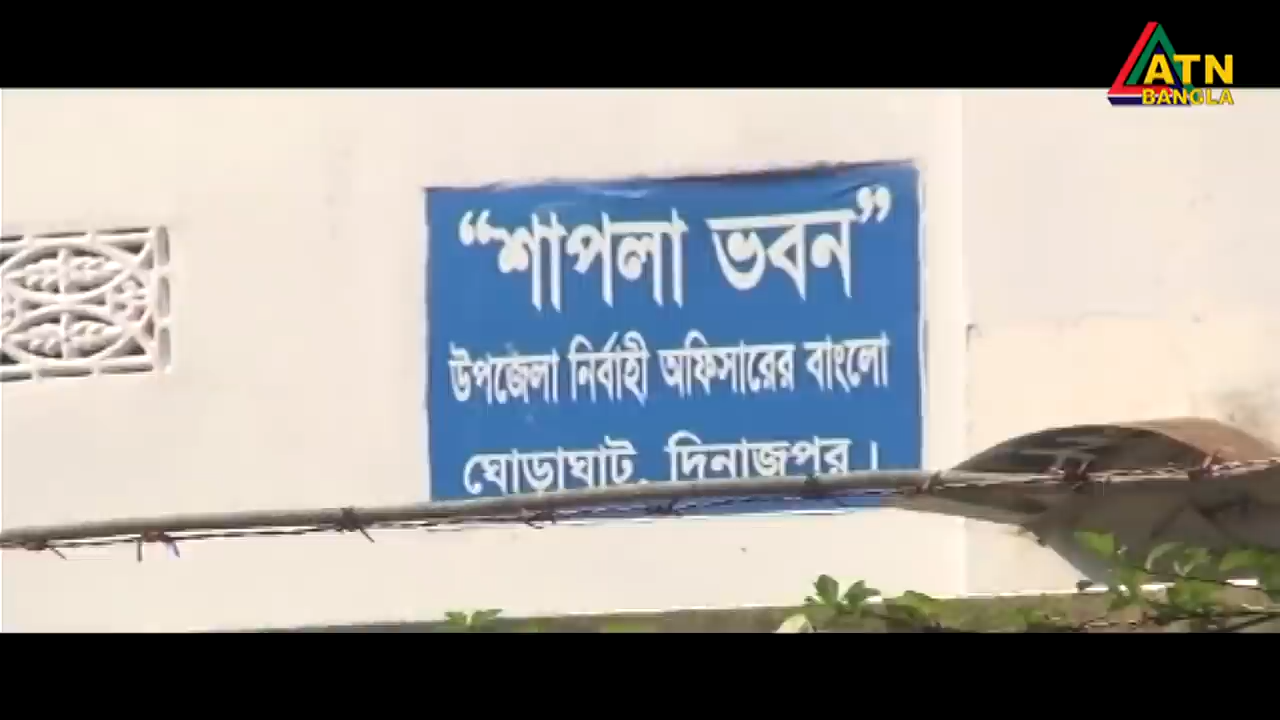 ATN
BANGLA
“শাপলা ভবন”
উপজেলা নির্বাহী অফিসারের বাংলো
ঘোড়াঘাট, দিনাজপুর।